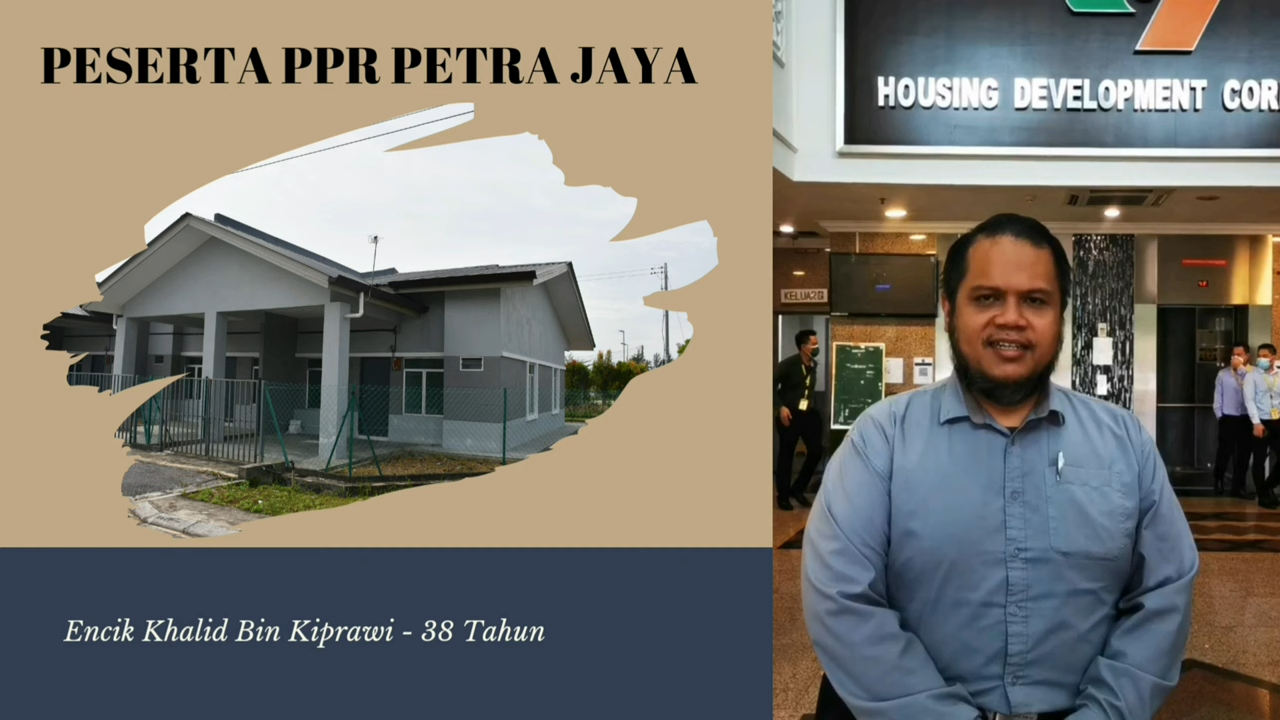 PESERTA PPR PETRA JAYA
HOUSING DEVELOPMENT COR
KELUAR
Encik Khalid Bin Kiprawi - 38 Tahun